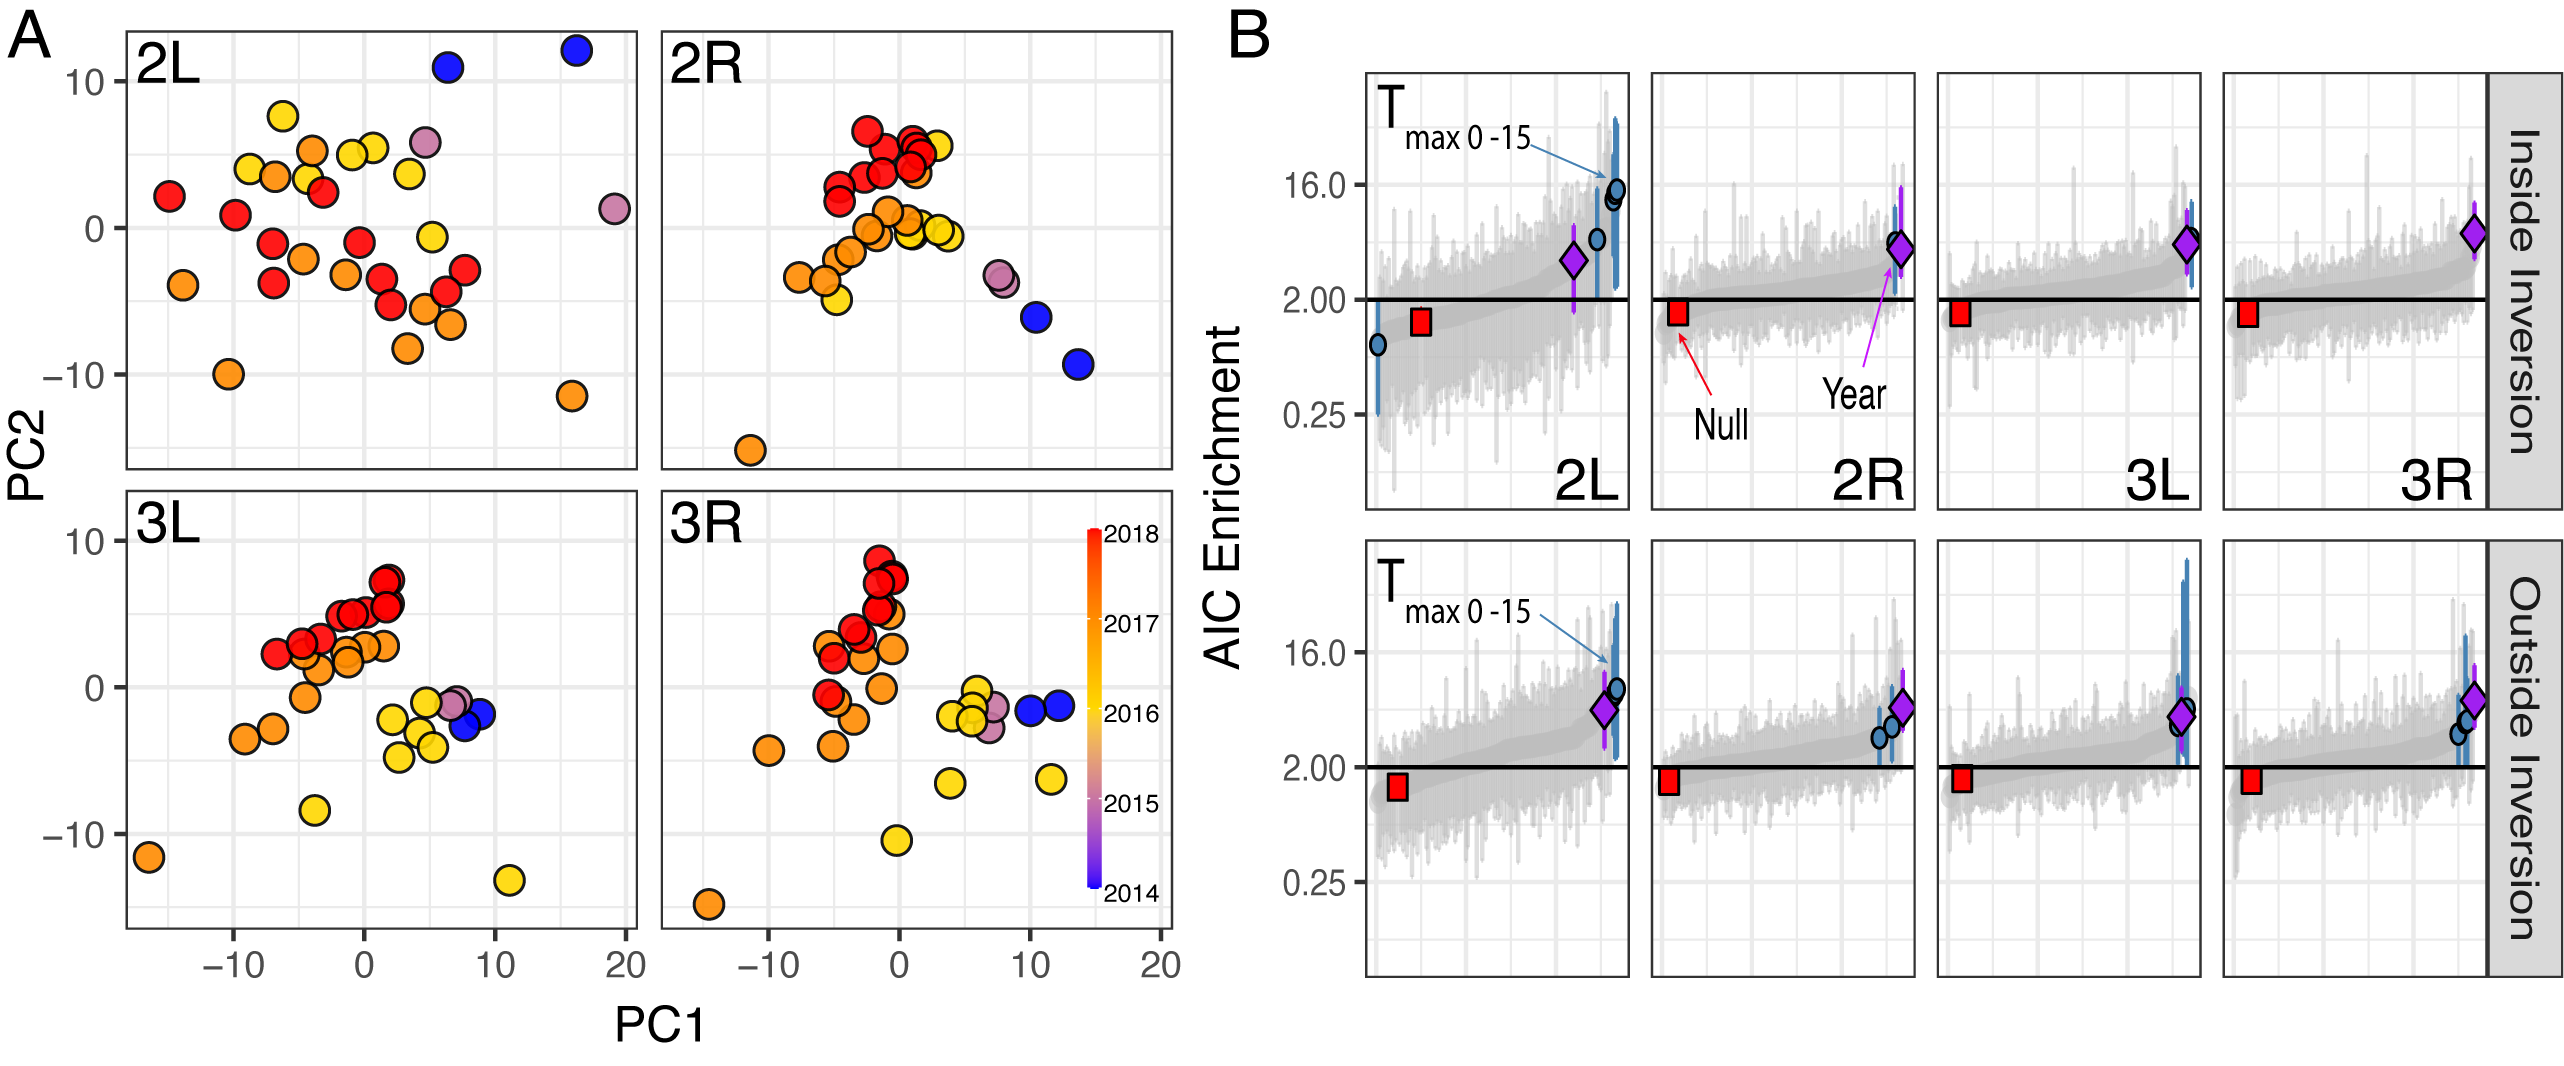 A
2L
2R
10
0
−10
3L
3R
2018
2017
2016
2015
2014
10
0
−10
−10
0
10
20
−10
0
10
20
PC2
PC1
B
AIC Enrichment
T max 0 -15
16.0
2.00
0.25
Null
Year
2L
2R
3L
3R
Inside Inversion
T max 0 -15
16.0
2.00
0.25
Outside Inversion